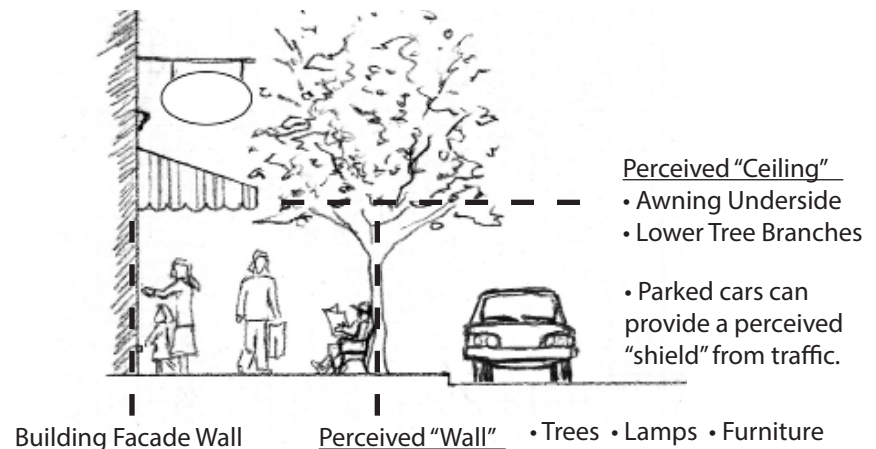 Perceived “Ceiling”
• Awning Underside
• Lower Tree Branches
• Parked cars can
provide a perceived
“shield” from traffic.
Building Facade Wall
Perceived “Wall”
• Trees • Lamps • Furniture